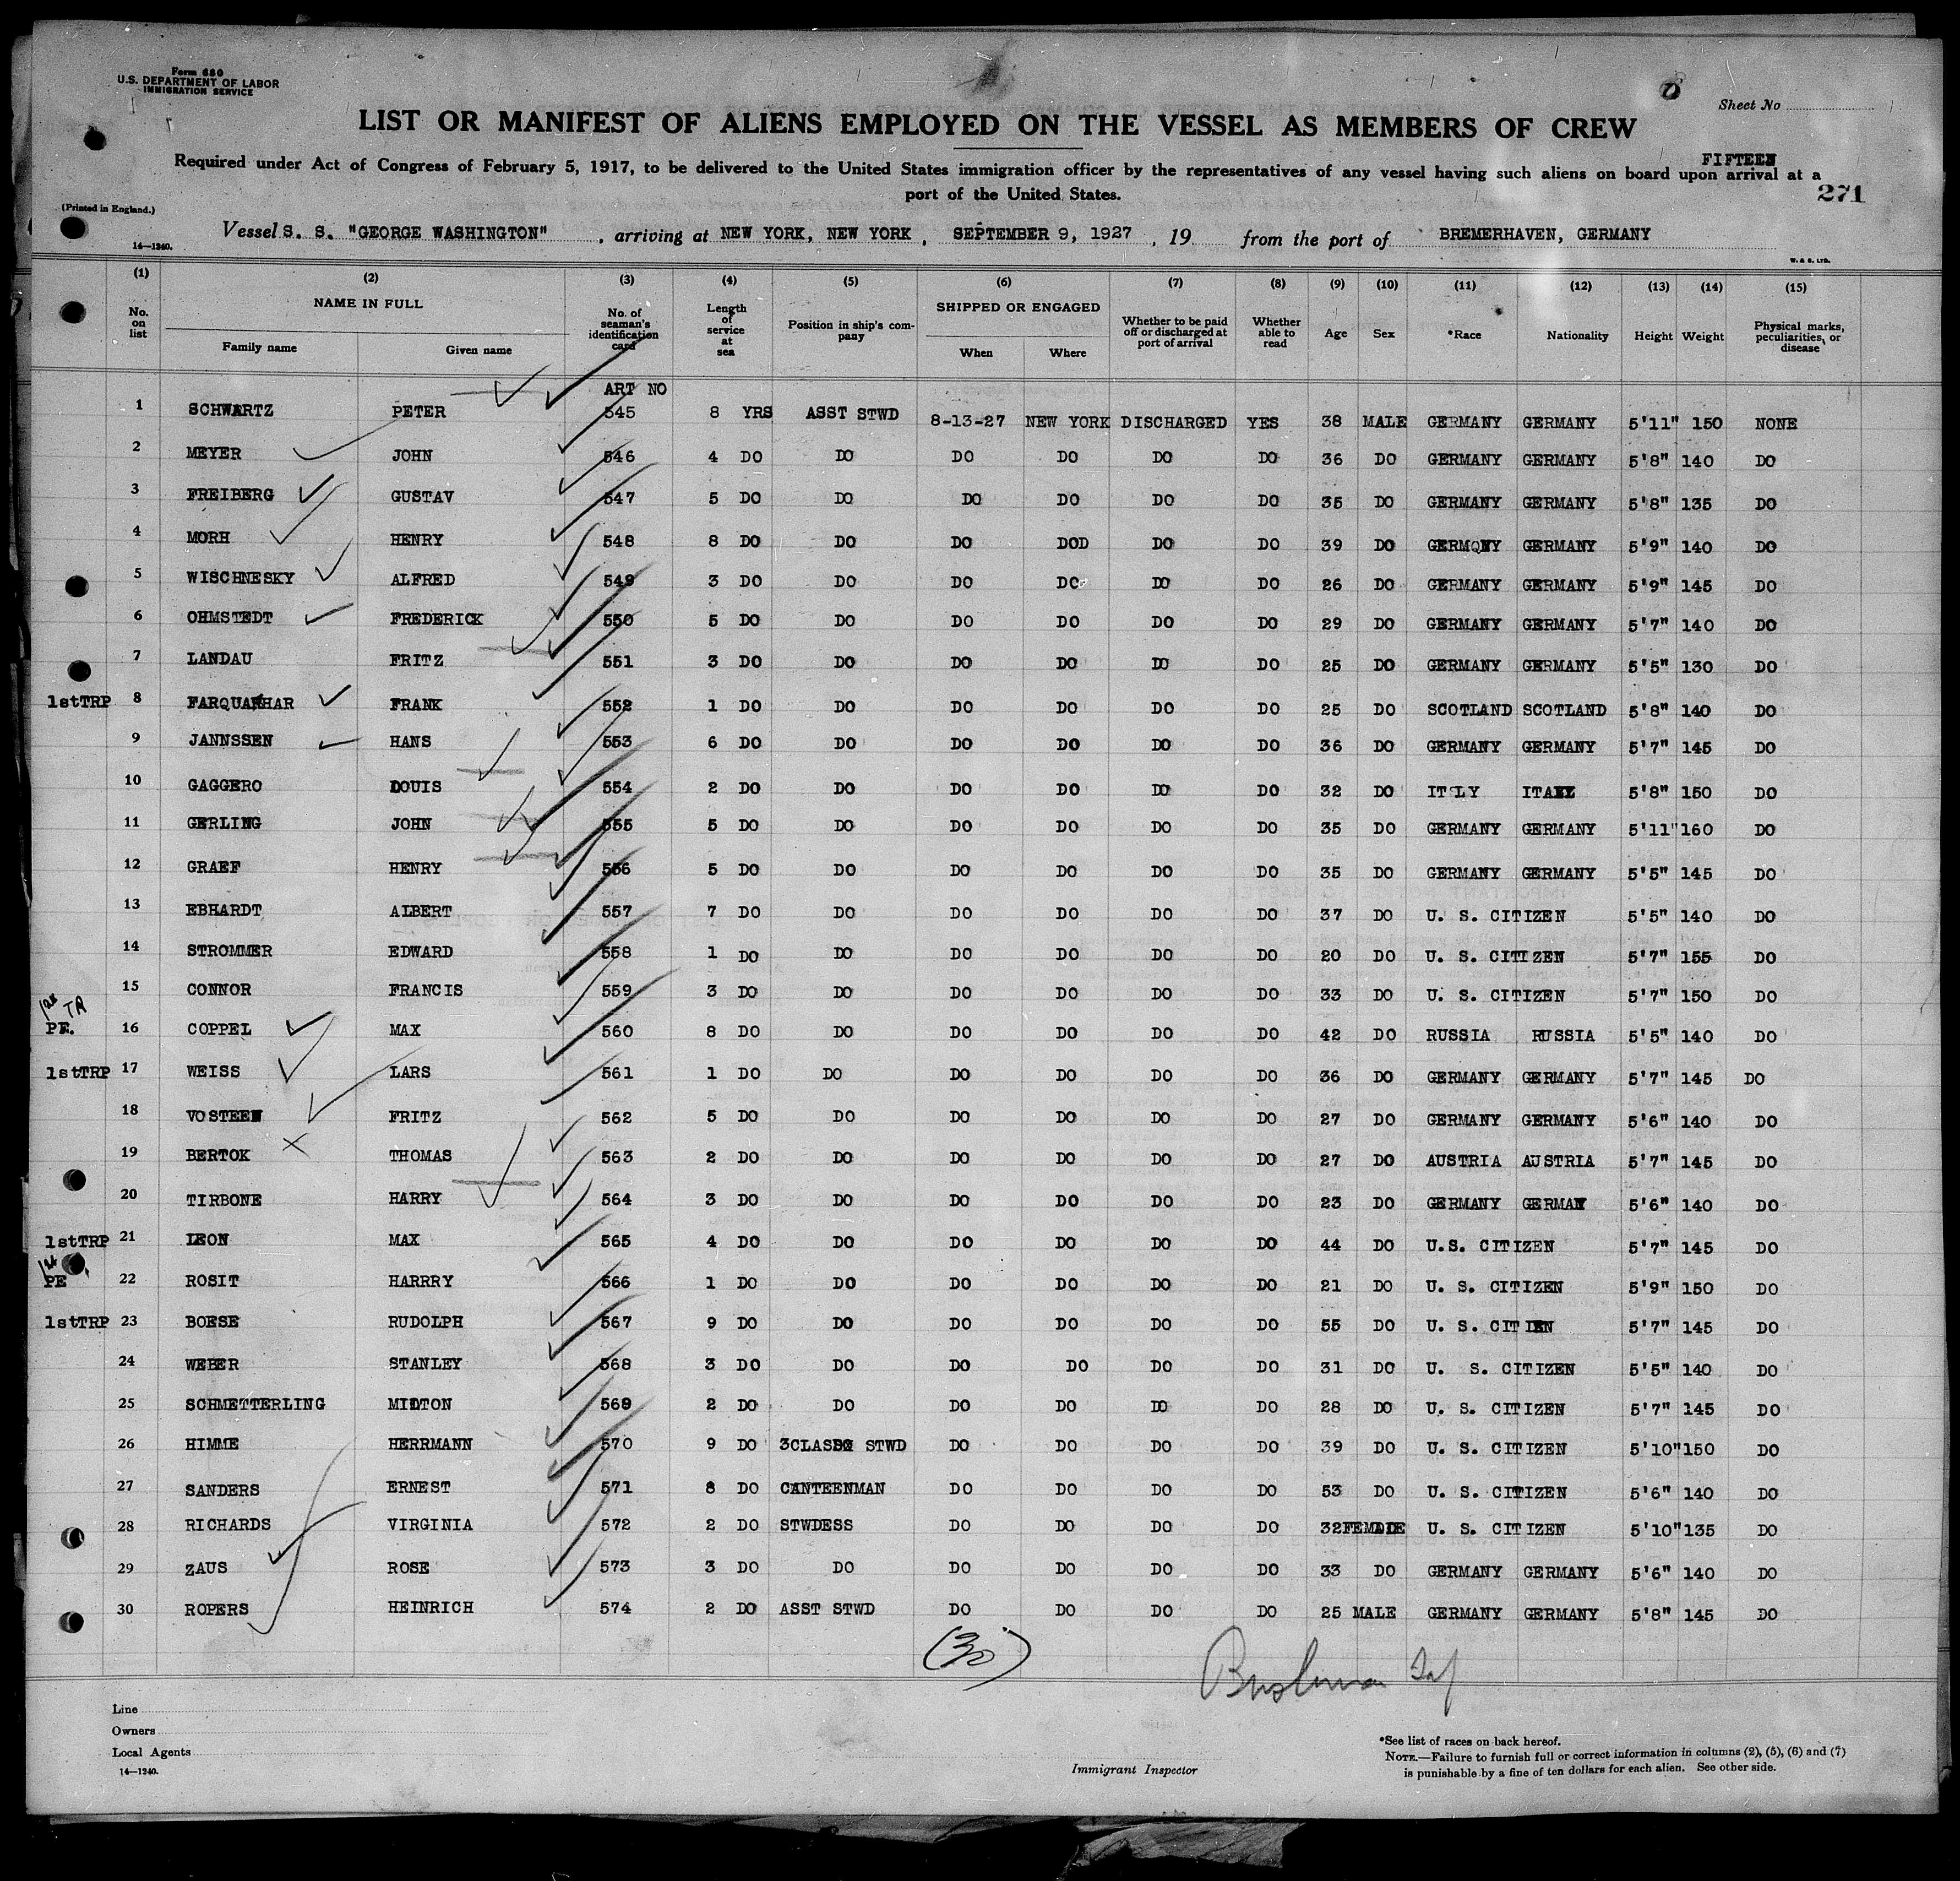 Form 680
U.S. DEPARTMENT OF LABOR
IMMIGRATION SERVICE
Sheet No
LIST OR MANIFEST OF ALIENS EMPLOYED ON THE VESSEL AS MEMBERS OF CREW
FIFTEEN
Required under Act of Congress of February 5, 1917, to be delivered to the United States immigration officer by the representatives of any vessel having such aliens on board upon arrival at a
port of the United States.
271
(Printed in England.)
14—1240.
Vessel S. S. "GEORGE WASHINGTON" , arriving at NEW YORK, NEW YORK , SEPTEMBER 9, 1927 , 19 from the port of BREMERHAVEN, GERMANY
W. & S. LTD.
(1) (2) (3) (4) (5) (6) (7) (8) (9) (10) (11) (12) (13) (14) (15)
No. on list NAME IN FULL Family name Given name No. of seaman's identification card Length of service at sea Position in ship's company SHIPPED OR ENGAGED When Where Whether to be paid off or discharged at port of arrival Whether able to read Age Sex *Race Nationality Height Weight Physical marks, peculiarities, or disease
ART NO
1 SCHWARTZ PETER 545 8 YRS ASST STWD 8-13-27 NEW YORK DISCHARGED YES 38 MALE GERMANY GERMANY 5'11" 150 NONE
2 MEYER JOHN 546 4 DO DO DO DO DO DO 36 DO GERMANY GERMANY 5'8" 140 DO
3 FREIBERG GUSTAV 547 5 DO DO DO DO DO DO 35 DO GERMANY GERMANY 5'8" 135 DO
4 MORH HENRY 548 8 DO DO DO DOD DO DO 39 DO GERMQNY GERMANY 5'9" 140 DO
5 WISCHNESKY ALFRED 549 3 DO DO DO DO DO DO 26 DO GERMANY GERMANY 5'9" 145 DO
6 OHMSTEDT FREDERICK 550 5 DO DO DO DO DO DO 29 DO GERMANY GERMANY 5'7" 140 DO
7 LANDAU FRITZ 551 3 DO DO DO DO DO DO 25 DO GERMANY GERMANY 5'5" 130 DO
1stTRP 8 FARQUAKHAR FRANK 552 1 DO DO DO DO DO DO 25 DO SCOTLAND SCOTLAND 5'8" 140 DO
9 JANNSSEN HANS 553 6 DO DO DO DO DO DO 36 DO GERMANY GERMANY 5'7" 145 DO
10 GAGGERO LOUIS 554 2 DO DO DO DO DO DO 32 DO ITALY ITALY 5'8" 150 DO
11 GERLING JOHN 555 5 DO DO DO DO DO DO 35 DO GERMANY GERMANY 5'11" 160 DO
12 GRAEF HENRY 556 5 DO DO DO DO DO DO 35 DO GERMANY GERMANY 5'5" 145 DO
13 EBHARDT ALBERT 557 7 DO DO DO DO DO DO 37 DO U. S. CITIZEN 5'5" 140 DO
14 STROMMER EDWARD 558 1 DO DO DO DO DO DO 20 DO U. S. CITIZEN 5'7" 155 DO
15 CONNOR FRANCIS 559 3 DO DO DO DO DO DO 33 DO U. S. CITIZEN 5'7" 150 DO
1st TR
PE. 16 COPPEL MAX 560 8 DO DO DO DO DO DO 42 DO RUSSIA RUSSIA 5'5" 140 DO
1stTRP 17 WEISS LARS 561 1 DO DO DO DO DO DO 36 DO GERMANY GERMANY 5'7" 145 DO
18 VOSTEEN FRITZ 562 5 DO DO DO DO DO DO 27 DO GERMANY GERMANY 5'6" 140 DO
19 BERTOK THOMAS 563 2 DO DO DO DO DO DO 27 DO AUSTRIA AUSTRIA 5'7" 145 DO
20 TIRBONE HARRY 564 3 DO DO DO DO DO DO 23 DO GERMANY GERMANY 5'6" 140 DO
1stTRP 21 LEON MAX 565 4 DO DO DO DO DO DO 44 DO U.S. CITIZEN 5'7" 145 DO
1st
PE 22 ROSIT HARRRY 566 1 DO DO DO DO DO DO 21 DO U. S. CITIZEN 5'9" 150 DO
1stTRP 23 BOESE RUDOLPH 567 9 DO DO DO DO DO DO 55 DO U. S. CITIEN 5'7" 145 DO
24 WEBER STANLEY 568 3 DO DO DO DO DO DO 31 DO U. S. CITIZEN 5'5" 140 DO
25 SCHMETTERLING MILTON 569 2 DO DO DO DO DO DO 28 DO U. S. CITIZEN 5'7" 145 DO
26 HIMME HERRMANN 570 9 DO 3CLASS STWD DO DO DO DO 39 DO U. S. CITIZEN 5'10" 150 DO
27 SANDERS ERNEST 571 8 DO CANTEENMAN DO DO DO DO 53 DO U. S. CITIZEN 5'6" 140 DO
28 RICHARDS VIRGINIA 572 2 DO STWDESS DO DO DO DO 32 FEMALE U. S. CITIZEN 5'10" 135 DO
29 ZAUS ROSE 573 3 DO DO DO DO DO DO 33 DO GERMANY GERMANY 5'6" 140 DO
30 ROPERS HEINRICH 574 2 DO ASST STWD DO DO DO DO 25 MALE GERMANY GERMANY 5'8" 145 DO
(30)
Line
Owners
Local Agents
14—1240.
Immigrant Inspector
*See list of races on back hereof.
NOTE.—Failure to furnish full or correct information in columns (2), (5), (6) and (7)
is punishable by a fine of ten dollars for each alien. See other side.